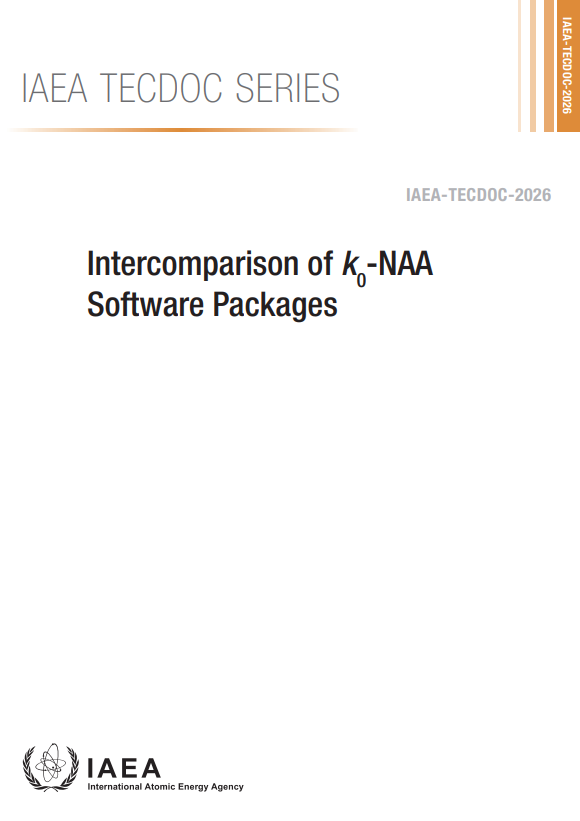 IAEA TECDOC SERIES
IAEA-TECDOC-2026
IAEA-TECDOC-2026
Intercomparison of k0-NAA
Software Packages
IAEA
International Atomic Energy Agency